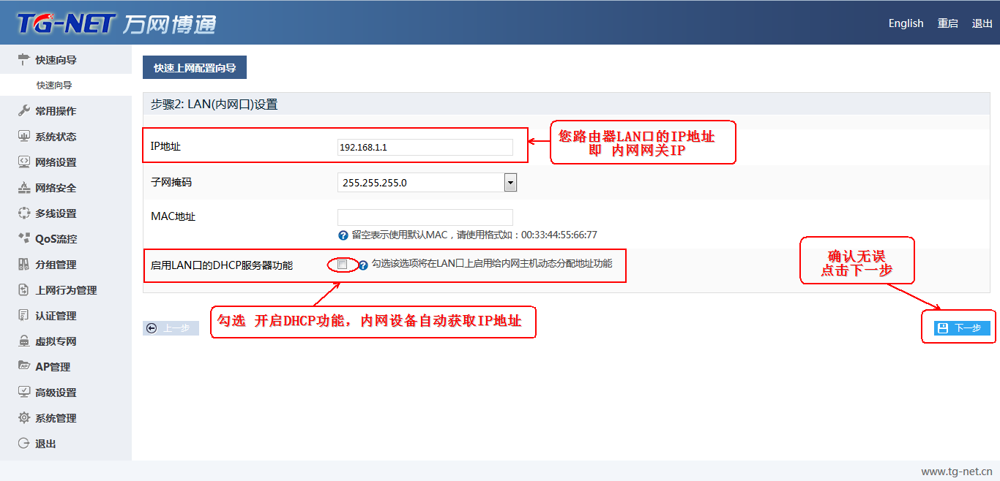 TG-NET 万网博通
English 重启 退出
快速向导
快速向导
常用操作
系统状态
网络设置
网络安全
多线设置
QoS流控
分组管理
上网行为管理
认证管理
虚拟专网
AP管理
高级设置
系统管理
退出
快速上网配置向导
步骤2: LAN(内网口)设置
IP地址 192.168.1.1
您路由器LAN口的IP地址
即 内网网关IP
子网掩码 255.255.255.0
MAC地址
留空表示使用默认MAC，请使用格式如：00:33:44:55:66:77
启用LAN口的DHCP服务器功能 勾选该选项将在LAN口上启用给内网主机动态分配地址功能
确认无误
点击下一步
勾选 开启DHCP功能，内网设备自动获取IP地址
上一步
下一步
www.tg-net.cn